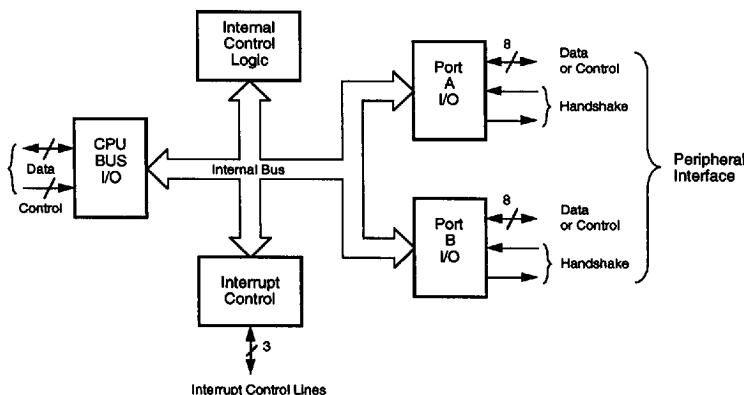 Internal
Control
Logic
CPU
BUS
I/O
Data
Control
Internal Bus
Interrupt
Control
3
Interrupt Control Lines
Port
A
I/O
8
Data
or Control
Handshake
Port
B
I/O
8
Data
or Control
Handshake
Peripheral
Interface